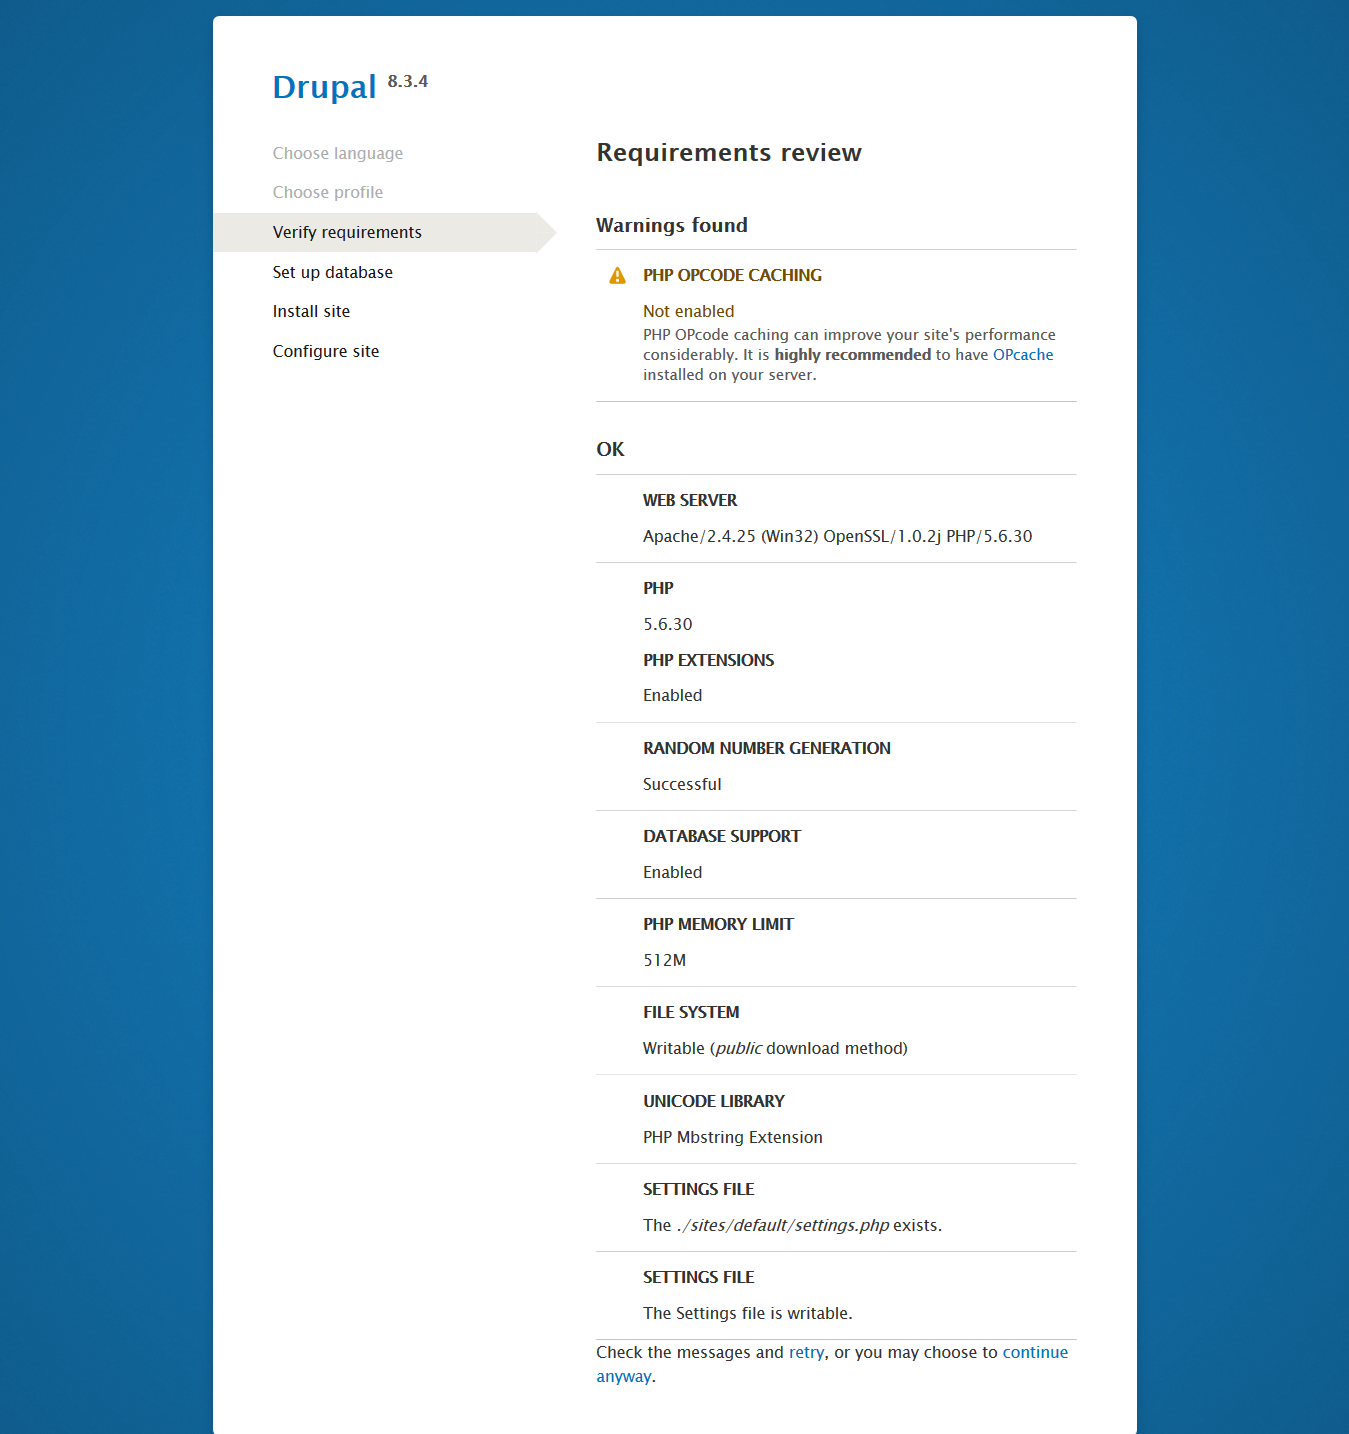 Drupal 8.3.4
Choose language
Choose profile
Verify requirements
Set up database
Install site
Configure site
Requirements review
Warnings found
PHP OPCODE CACHING
Not enabled
PHP OPcode caching can improve your site's performance
considerably. It is highly recommended to have OPcache
installed on your server.
OK
WEB SERVER
Apache/2.4.25 (Win32) OpenSSL/1.0.2j PHP/5.6.30
PHP
5.6.30
PHP EXTENSIONS
Enabled
RANDOM NUMBER GENERATION
Successful
DATABASE SUPPORT
Enabled
PHP MEMORY LIMIT
512M
FILE SYSTEM
Writable (public download method)
UNICODE LIBRARY
PHP Mbstring Extension
SETTINGS FILE
The ./sites/default/settings.php exists.
SETTINGS FILE
The Settings file is writable.
Check the messages and retry, or you may choose to continue
anyway.